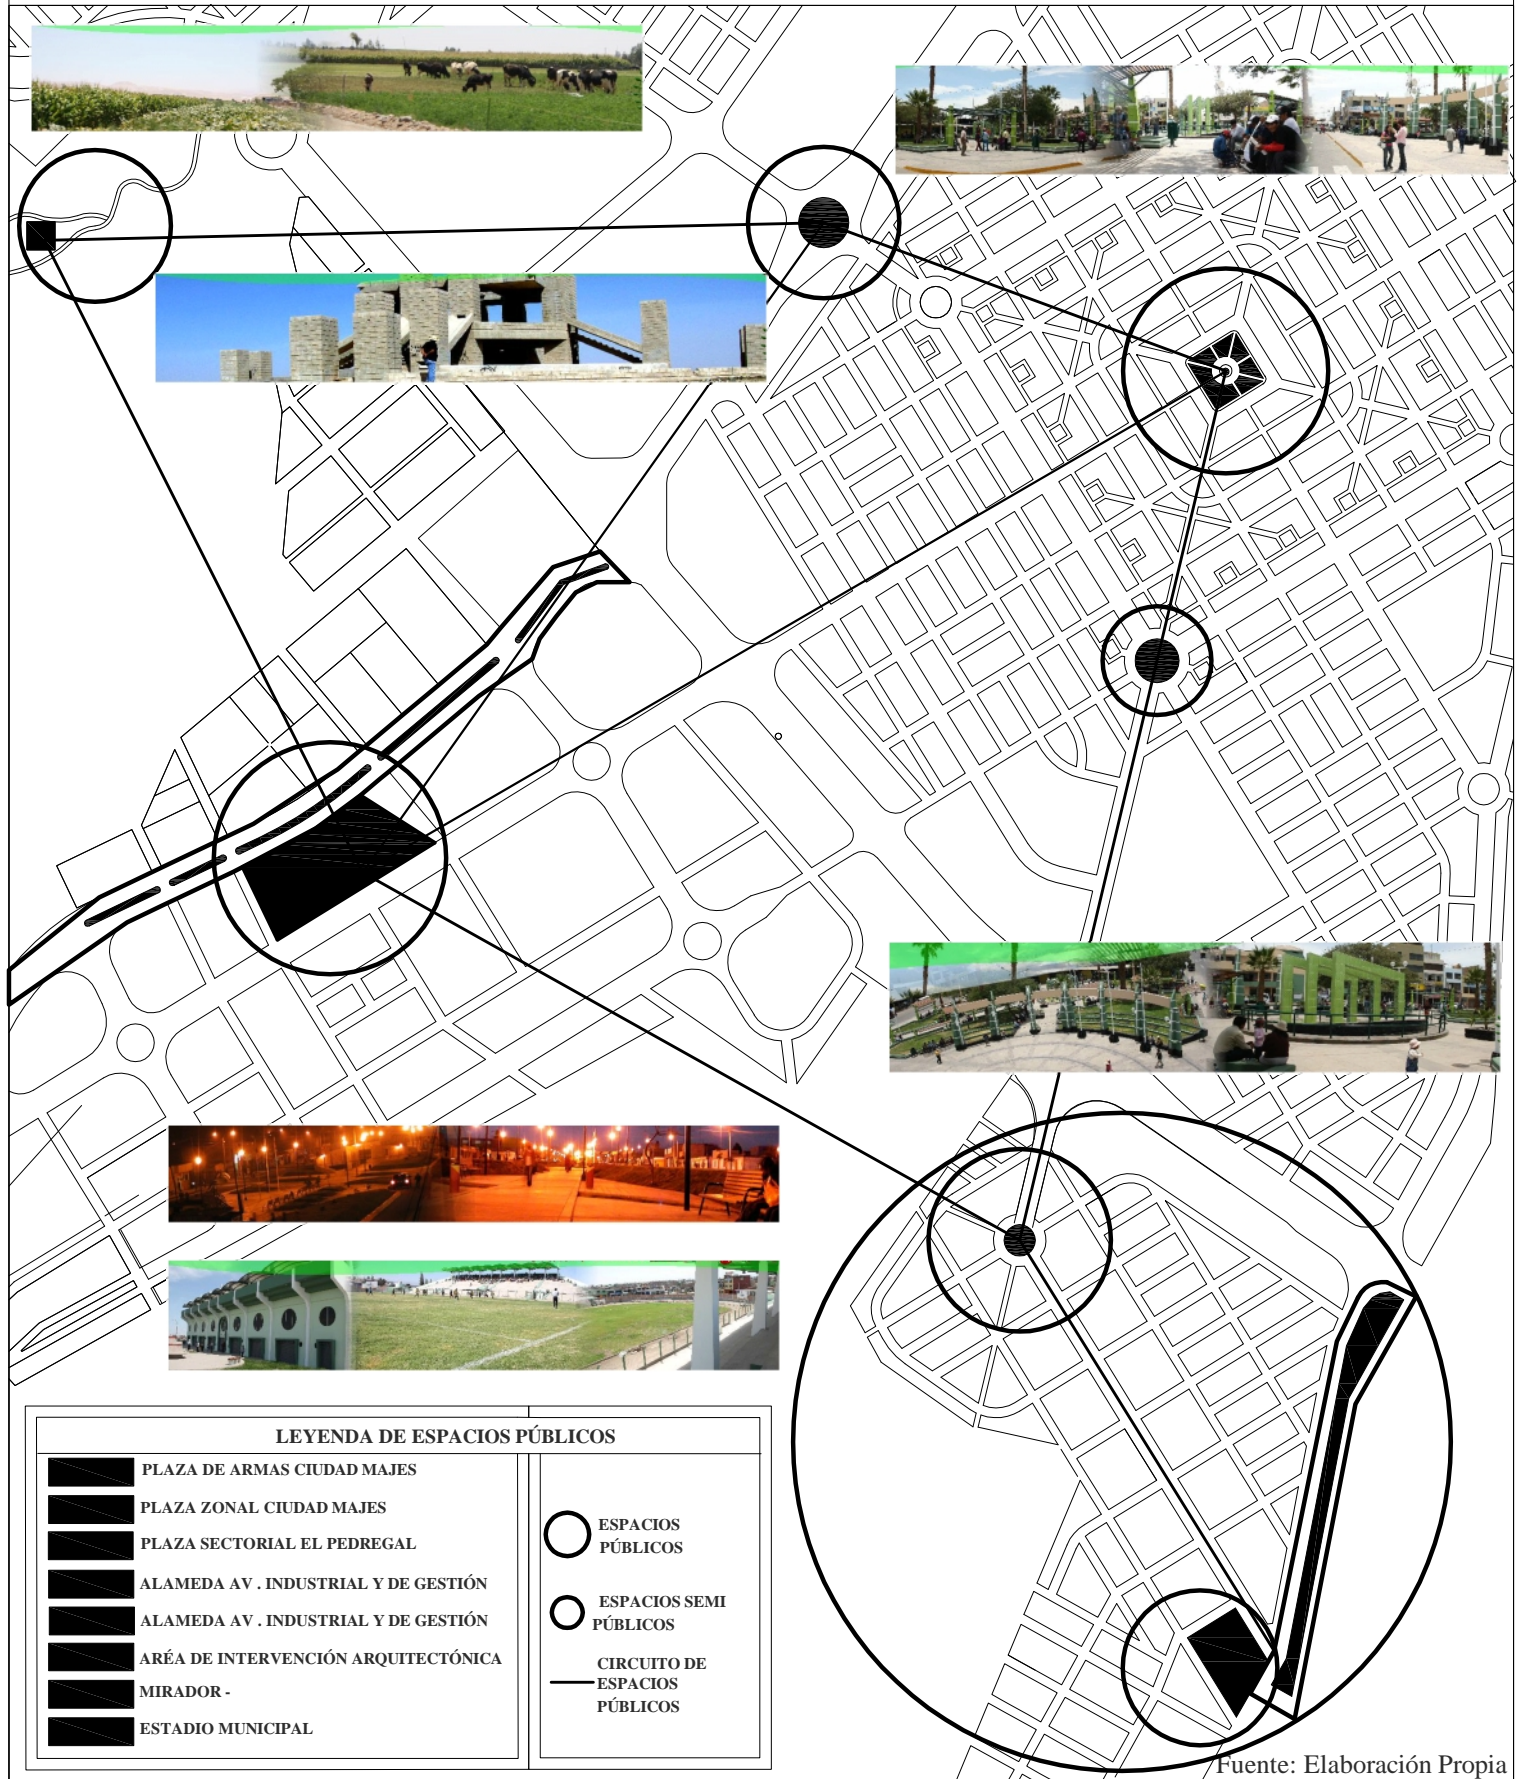 LEYENDA DE ESPACIOS PÚBLICOS
PLAZA DE ARMAS CIUDAD MAJES
PLAZA ZONAL CIUDAD MAJES
PLAZA SECTORIAL EL PEDREGAL
ALAMEDA AV . INDUSTRIAL Y DE GESTIÓN
ALAMEDA AV . INDUSTRIAL Y DE GESTIÓN
ARÉA DE INTERVENCIÓN ARQUITECTÓNICA
MIRADOR -
ESTADIO MUNICIPAL
ESPACIOS
PÚBLICOS
ESPACIOS SEMI
PÚBLICOS
CIRCUITO DE
ESPACIOS
PÚBLICOS
Fuente: Elaboración Propia